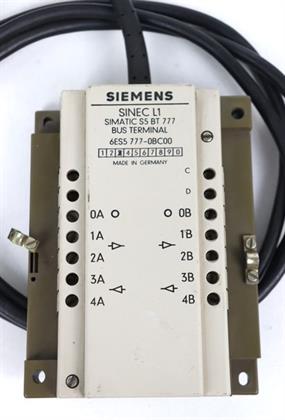 SIEMENS
SINEC L1
SIMATIC S5 BT 777
BUS TERMINAL
6ES5 777-0BC00
1 2 3 4 5 6 7 8 9 0
MADE IN GERMANY
C
D
0A 0B
1A 1B
2A 2B
3A 3B
4A 4B